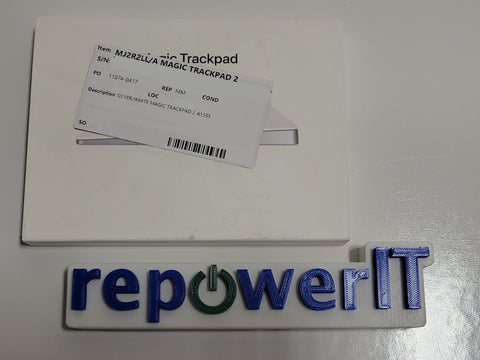 Magic Trackpad
Item MJ2R2LL/A MAGIC TRACKPAD 2
S/N:
PO 11074-0417 REP MM COND
LOC
Description SILVER/WHITE MAGIC TRACKPAD 2 A1535
SO
repowerIT